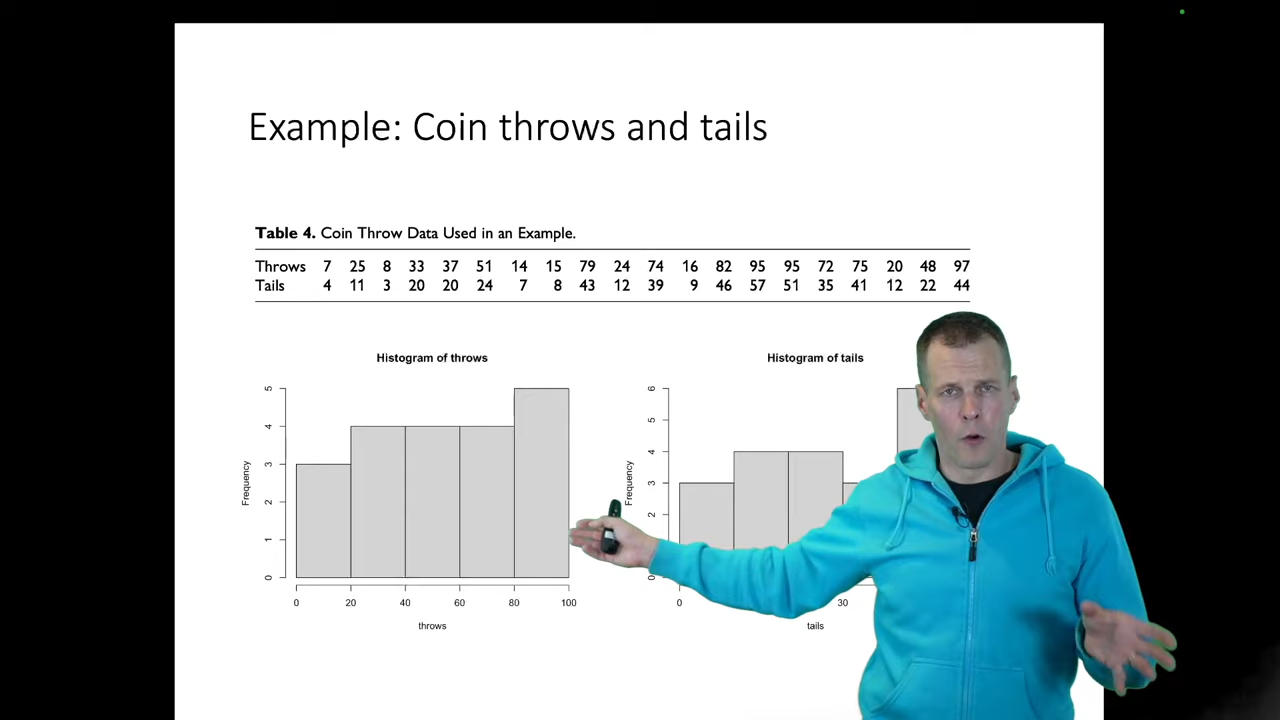 Example: Coin throws and tails
Table 4. Coin Throw Data Used in an Example.
Throws 7 25 8 33 37 51 14 15 79 24 74 16 82 95 95 72 75 20 48 97
Tails 4 11 3 20 20 24 7 8 43 12 39 9 46 57 51 35 41 12 22 44
Histogram of throws
Frequency
0 1 2 3 4 5
0 20 40 60 80 100
throws
Histogram of tails
Frequency
0 2 3 4 5 6
0 30
tails